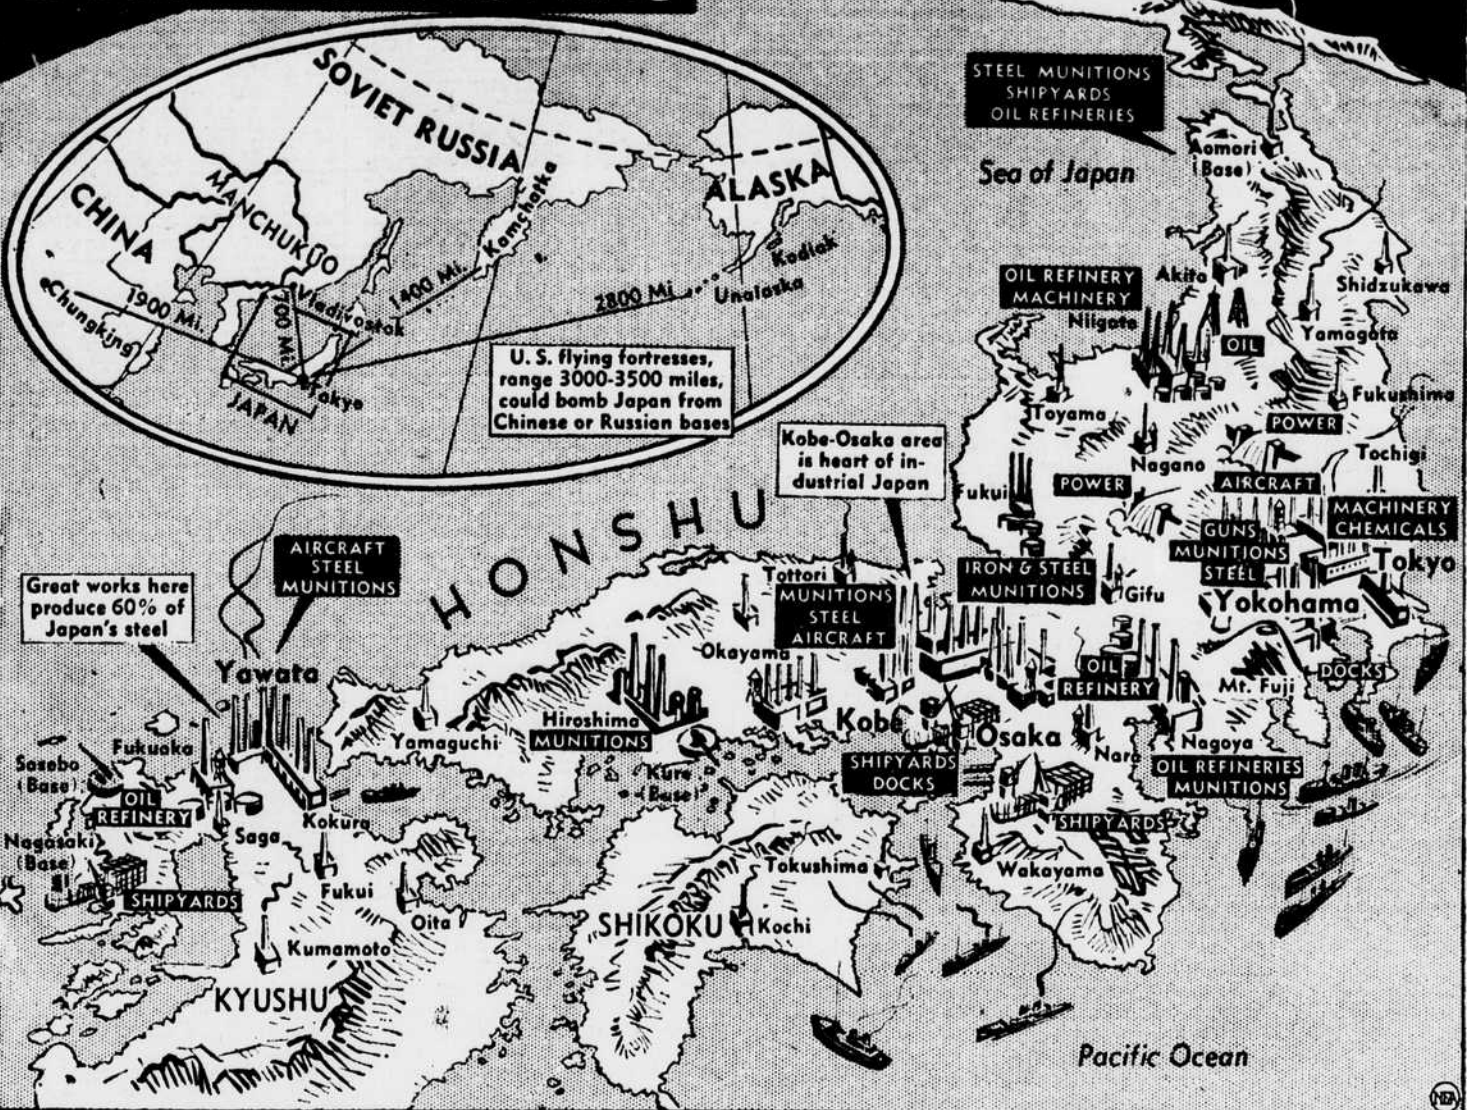 SOVIET RUSSIA
ALASKA
CHINA
MANCHUKUO
Kamchatka
Kodiak
Unalaska
Chungking
1900 Mi.
Vladivostok
700 Mi.
1400 Mi.
2800 Mi.
Tokyo
JAPAN
U. S. flying fortresses,
range 3000-3500 miles,
could bomb Japan from
Chinese or Russian bases
STEEL MUNITIONS
SHIPYARDS
OIL REFINERIES
Aomori
(Base)
Sea of Japan
OIL REFINERY
MACHINERY
Niigata
Akita
Shidzukawa
OIL
Yamagata
Toyama
Fukushima
POWER
Nagano
Tochigi
Kobe-Osaka area
is heart of in-
dustrial Japan
Fukui
POWER
AIRCRAFT
MACHINERY
CHEMICALS
GUNS
MUNITIONS
STEEL
Tokyo
HONSHU
AIRCRAFT
STEEL
MUNITIONS
Great works here
produce 60% of
Japan's steel
Tottori
MUNITIONS
STEEL
AIRCRAFT
IRON & STEEL
MUNITIONS
Gifu
Yokohama
Yawata
Okayama
OIL
REFINERY
Mt. Fuji
DOCKS
Hiroshima
MUNITIONS
Yamaguchi
Kobe
Osaka
Nara
Nagoya
OIL REFINERIES
MUNITIONS
Fukuoka
Sasebo
(Base)
OIL
REFINERY
Kure
(Base)
SHIPYARDS
DOCKS
SHIPYARDS
Nagasaki
(Base)
Saga
Kokura
Fukui
Oita
SHIPYARDS
Tokushima
Wakayama
SHIKOKU
Kochi
Kumamoto
KYUSHU
Pacific Ocean
NEA